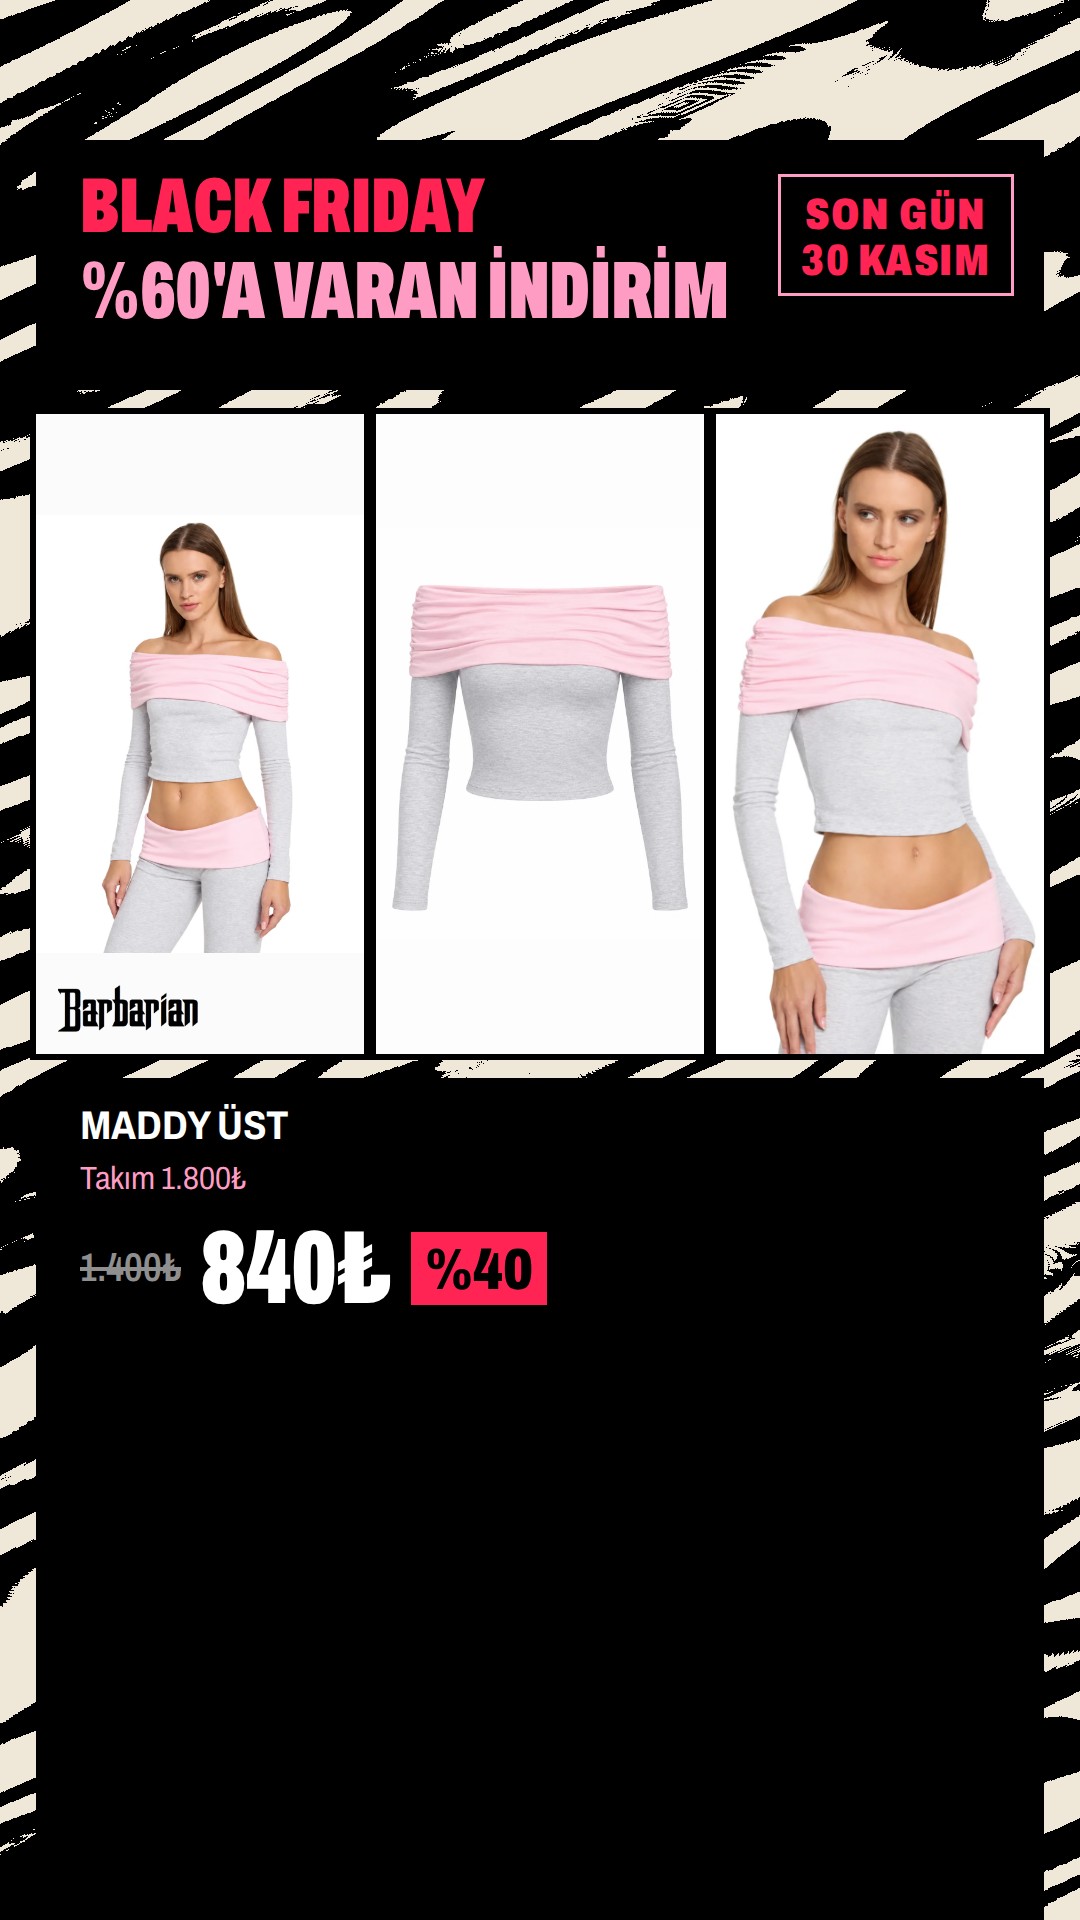 BLACK FRIDAY
%60'A VARAN İNDİRİM
SON GÜN
30 KASIM
Barbarian
MADDY ÜST
Takım 1.800₺
1.400₺ 840₺ %40